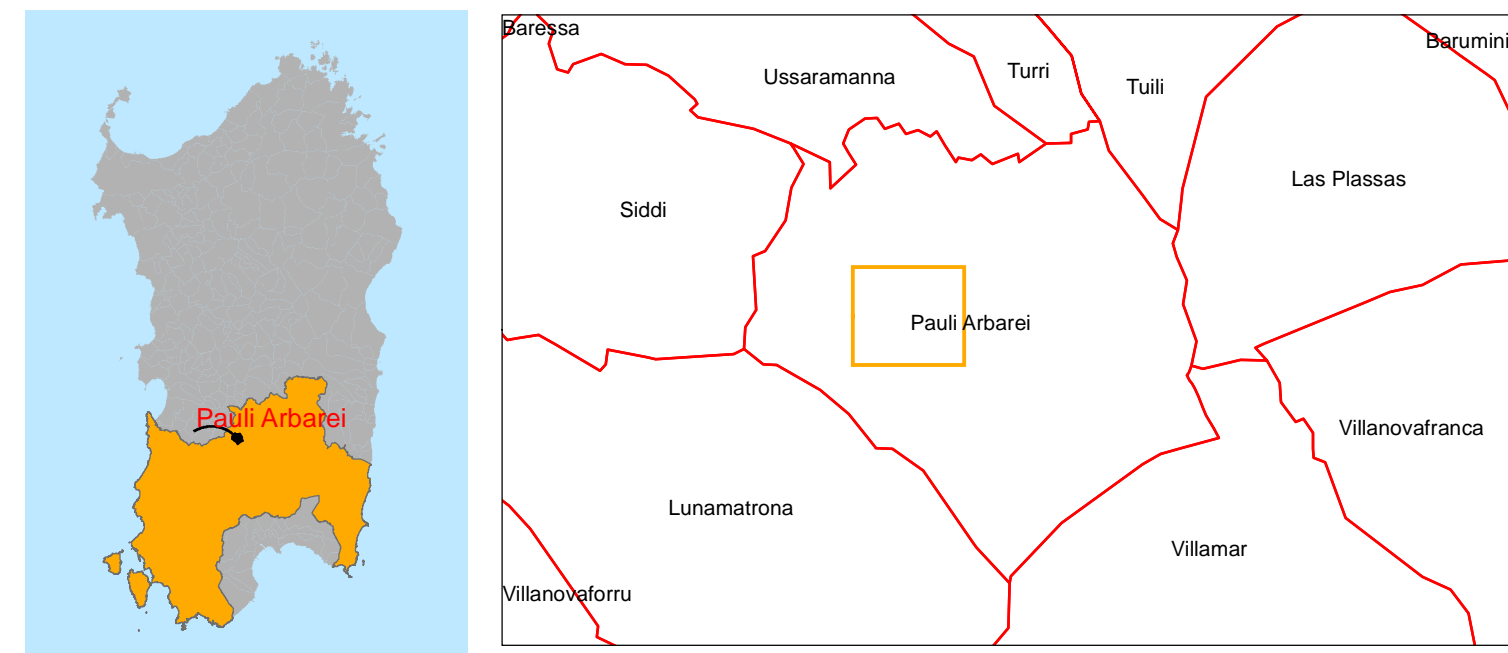 Pauli Arbarei
Baressa
Barumini
Ussaramanna
Turri
Tuili
Las Plassas
Siddi
Pauli Arbarei
Villanovafranca
Lunamatrona
Villamar
Villanovaforru